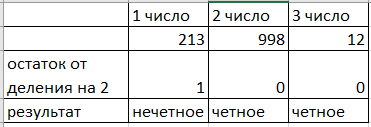 1 число 2 число 3 число
213 998 12
остаток от
деления на 2 1 0 0
результат нечетное четное четное